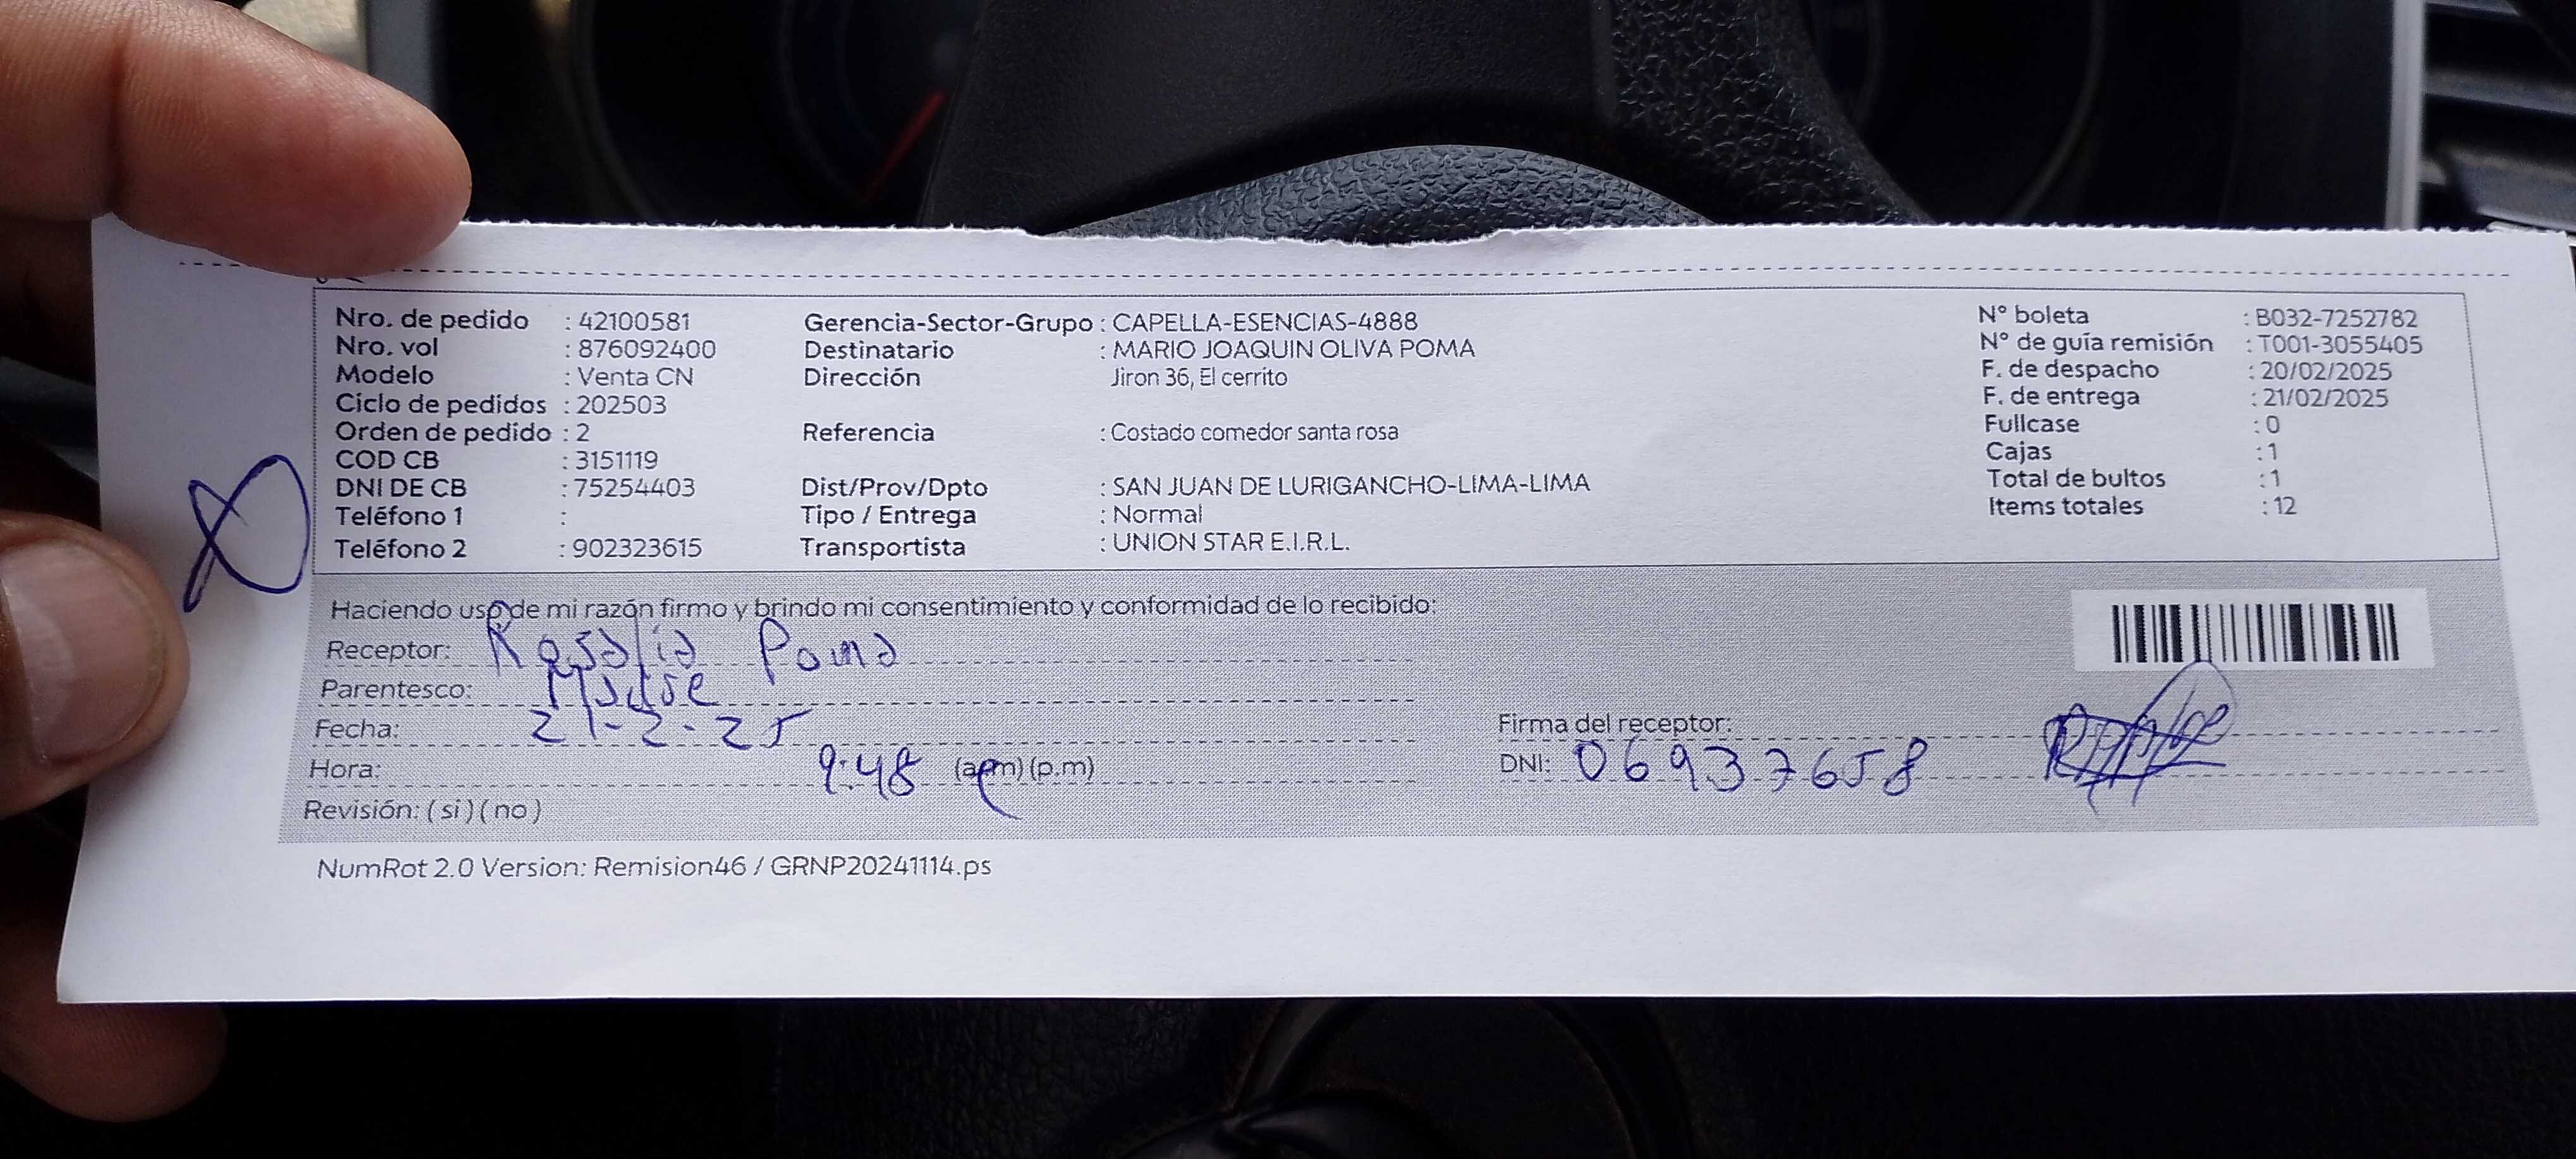 Nro. de pedido : 42100581 Gerencia-Sector-Grupo : CAPELLA-ESENCIAS-4888 N° boleta : B032-7252782
Nro. vol : 876092400 Destinatario : MARIO JOAQUIN OLIVA POMA N° de guía remisión : T001-3055405
Modelo : Venta CN Dirección Jiron 36, El cerrito F. de despacho : 20/02/2025
Ciclo de pedidos : 202503 F. de entrega : 21/02/2025
Orden de pedido : 2 Referencia : Costado comedor santa rosa Fullcase : 0
COD CB : 3151119 Cajas : 1
DNI DE CB : 75254403 Dist/Prov/Dpto : SAN JUAN DE LURIGANCHO-LIMA-LIMA Total de bultos : 1
Teléfono 1 : Tipo / Entrega : Normal Items totales : 12
Teléfono 2 : 902323615 Transportista : UNION STAR E.I.R.L.
Haciendo uso de mi razón firmo y brindo mi consentimiento y conformidad de lo recibido:
Receptor: Rosalia Poma
Parentesco: Madre
Fecha: 21-2-25 Firma del receptor:
Hora: 9:48 (a.m) (p.m) DNI: 06937658
Revisión: ( si ) ( no )
NumRot 2.0 Version: Remision46 / GRNP20241114.ps